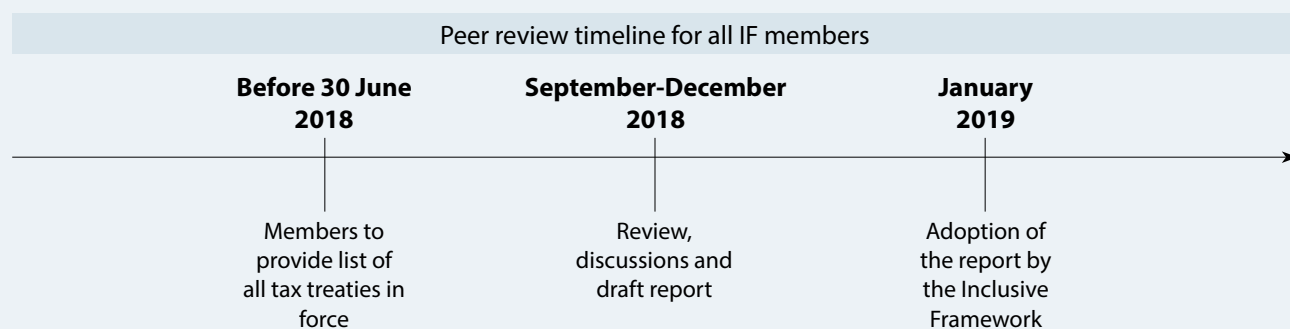 Peer review timeline for all IF members
Before 30 June
2018
September-December
2018
January
2019
Members to
provide list of
all tax treaties in
force
Review,
discussions and
draft report
Adoption of
the report by
the Inclusive
Framework